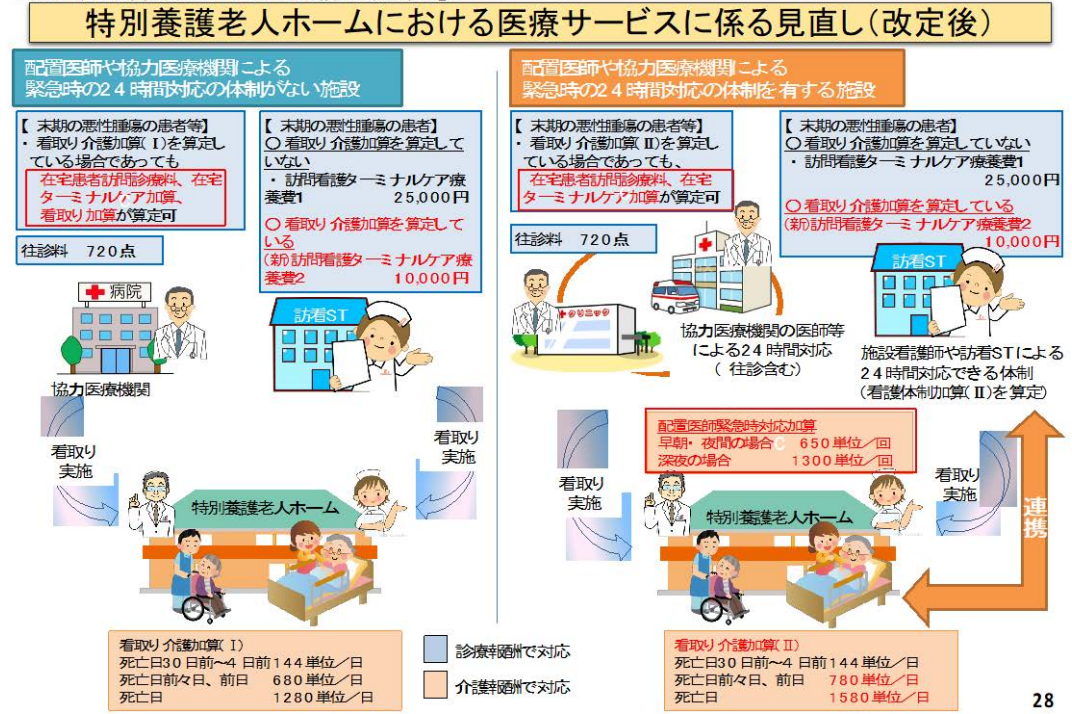 特別養護老人ホームにおける医療サービスに係る見直し(改定後)
配置医師や協力医療機関による
緊急時の24時間対応の体制がない施設
【 末期の悪性腫瘍の患者等】
・ 看取り介護加算( Ⅰ)を算定し
ている場合であっても
在宅患者訪問診療料、在宅
ターミナルケア加算、
看取り加算が算定可
往診料 720点
【 末期の悪性腫瘍の患者】
〇 看取り介護加算を算定して
いない
・ 訪問看護ターミナルケア療
養費1 25,000円
〇 看取り介護加算を算定して
いる
(新)訪問看護ターミナルケア療
養費2 10,000円
病院
協力医療機関
訪看ST
看取り
実施
看取り
実施
特別養護老人ホーム
看取り介護加算( Ⅰ)
死亡日30日前~4日前144単位/日
死亡日前々日、前日 680単位/日
死亡日 1280単位/日
診療報酬で対応
介護報酬で対応
配置医師や協力医療機関による
緊急時の24時間対応の体制を有する施設
【 末期の悪性腫瘍の患者等】
・ 看取り介護加算( Ⅱ)を算定し
ている場合であっても、
在宅患者訪問診療料、在宅
ターミナルケア加算が算定可
往診料 720点
【 末期の悪性腫瘍の患者】
〇 看取り介護加算を算定していない
・ 訪問看護ターミナルケア療養費1
25,000円
〇 看取り介護加算を算定している
(新)訪問看護ターミナルケア療養費2
10,000円
クリニック
協力医療機関の医師等
による24時間対応
( 往診含む)
訪看ST
施設看護師や訪看STによる
24時間対応できる体制
(看護体制加算( Ⅱ)を算定)
配置医師緊急時対応加算
早朝・ 夜間の場合 650単位/回
深夜の場合 1300単位/回
看取り
実施
看取り
実施
連携
特別養護老人ホーム
看取り介護加算( Ⅱ)
死亡日30日前~4日前144単位/日
死亡日前々日、前日 780単位/日
死亡日 1580単位/日
28